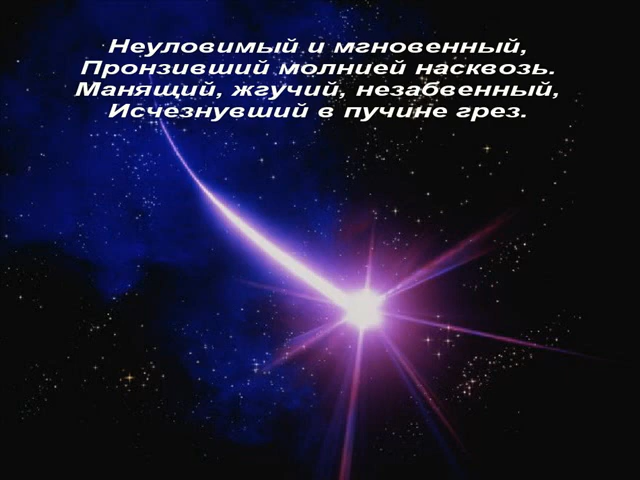 Неуловимый и мгновенный,
Пронзивший молнией насквозь.
Манящий, жгучий, незабвенный,
Исчезнувший в пучине грез.